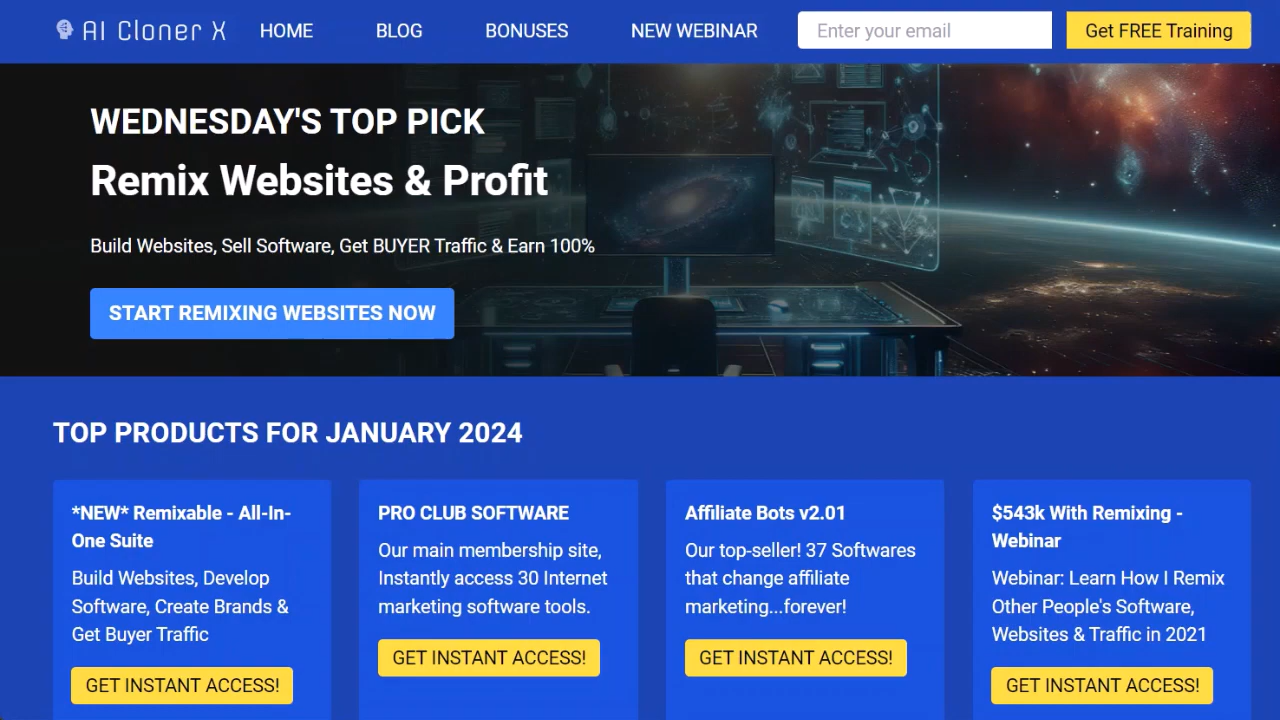 AI Cloner X HOME BLOG BONUSES NEW WEBINAR Enter your email Get FREE Training
WEDNESDAY'S TOP PICK
Remix Websites & Profit
Build Websites, Sell Software, Get BUYER Traffic & Earn 100%
START REMIXING WEBSITES NOW
TOP PRODUCTS FOR JANUARY 2024
*NEW* Remixable - All-In-
One Suite
Build Websites, Develop
Software, Create Brands &
Get Buyer Traffic
GET INSTANT ACCESS!
PRO CLUB SOFTWARE
Our main membership site,
Instantly access 30 Internet
marketing software tools.
GET INSTANT ACCESS!
Affiliate Bots v2.01
Our top-seller! 37 Softwares
that change affiliate
marketing...forever!
GET INSTANT ACCESS!
$543k With Remixing -
Webinar
Webinar: Learn How I Remix
Other People's Software,
Websites & Traffic in 2021
GET INSTANT ACCESS!